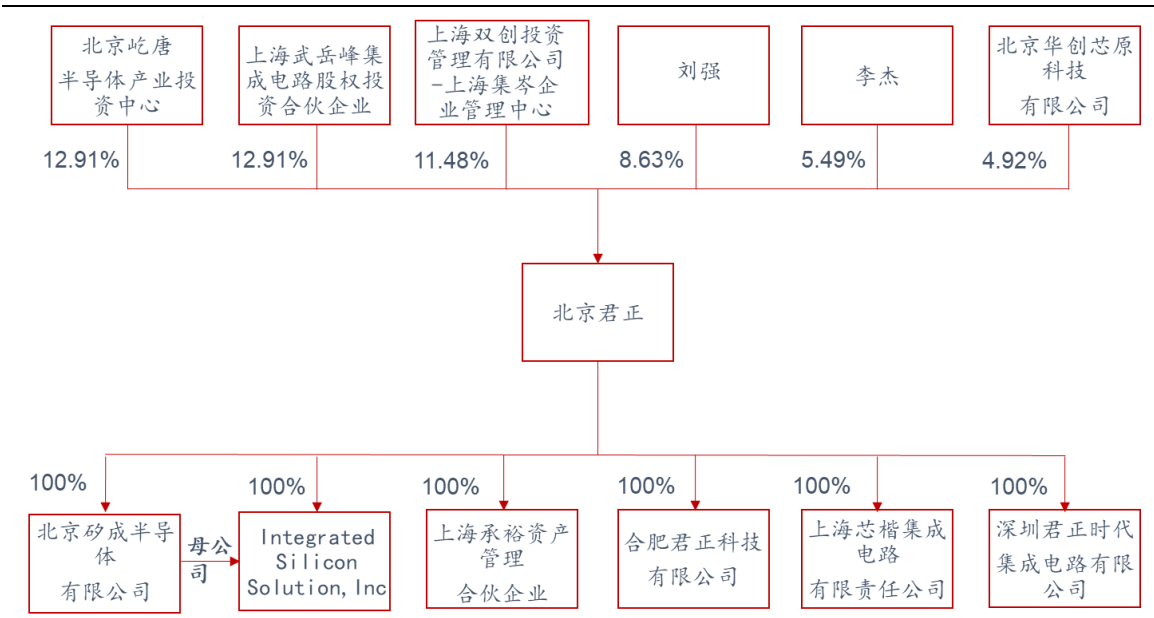 北京屹唐
半导体产业投
资中心
上海武岳峰集
成电路股权投
资合伙企业
上海双创投资
管理有限公司
-上海集岑企
业管理中心
刘强
李杰
北京华创芯原
科技
有限公司
12.91%
12.91%
11.48%
8.63%
5.49%
4.92%
北京君正
100%
100%
100%
100%
100%
100%
北京矽成半导
体
有限公司
母公
司
Integrated
Silicon
Solution,Inc
上海承裕资产
管理
合伙企业
合肥君正科技
有限公司
上海芯楷集成
电路
有限责任公司
深圳君正时代
集成电路有限
公司